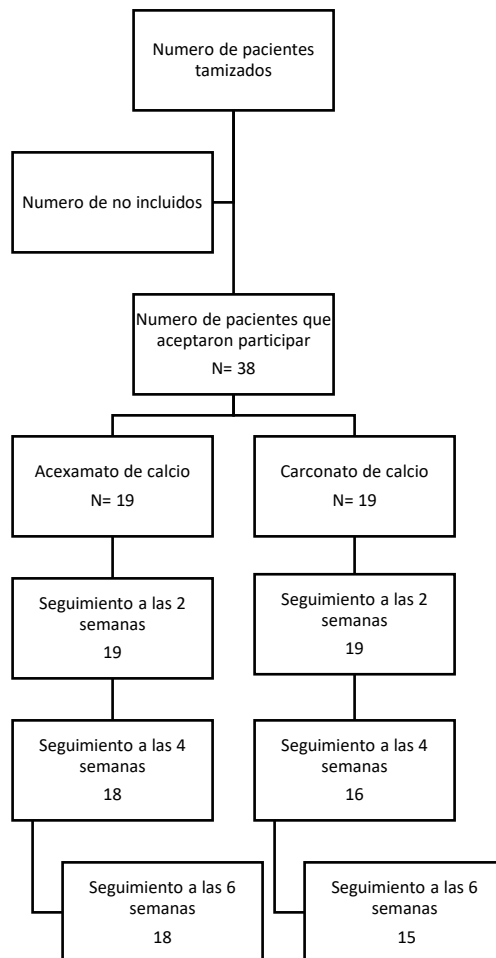 Numero de pacientes
tamizados
Numero de no incluidos
Numero de pacientes que
aceptaron participar
N= 38
Acexamato de calcio
N= 19
Carconato de calcio
N= 19
Seguimiento a las 2
semanas
19
Seguimiento a las 2
semanas
19
Seguimiento a las 4
semanas
18
Seguimiento a las 4
semanas
16
Seguimiento a las 6
semanas
18
Seguimiento a las 6
semanas
15